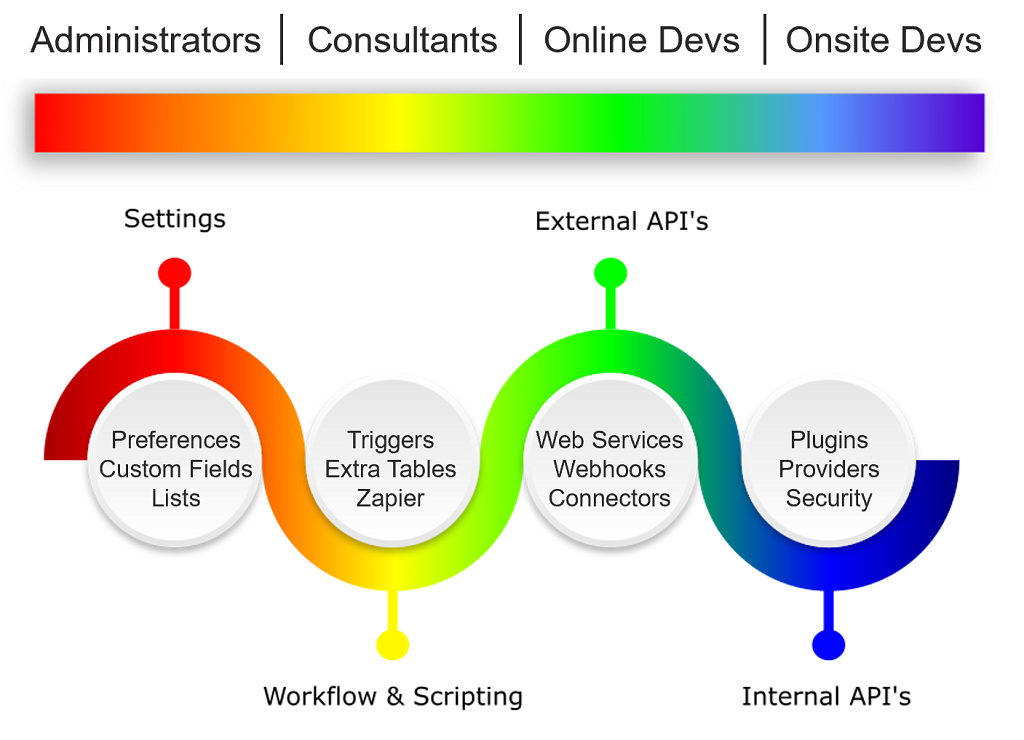 Administrators | Consultants | Online Devs | Onsite Devs
Settings
External API's
Preferences
Custom Fields
Lists
Triggers
Extra Tables
Zapier
Web Services
Webhooks
Connectors
Plugins
Providers
Security
Workflow & Scripting
Internal API's